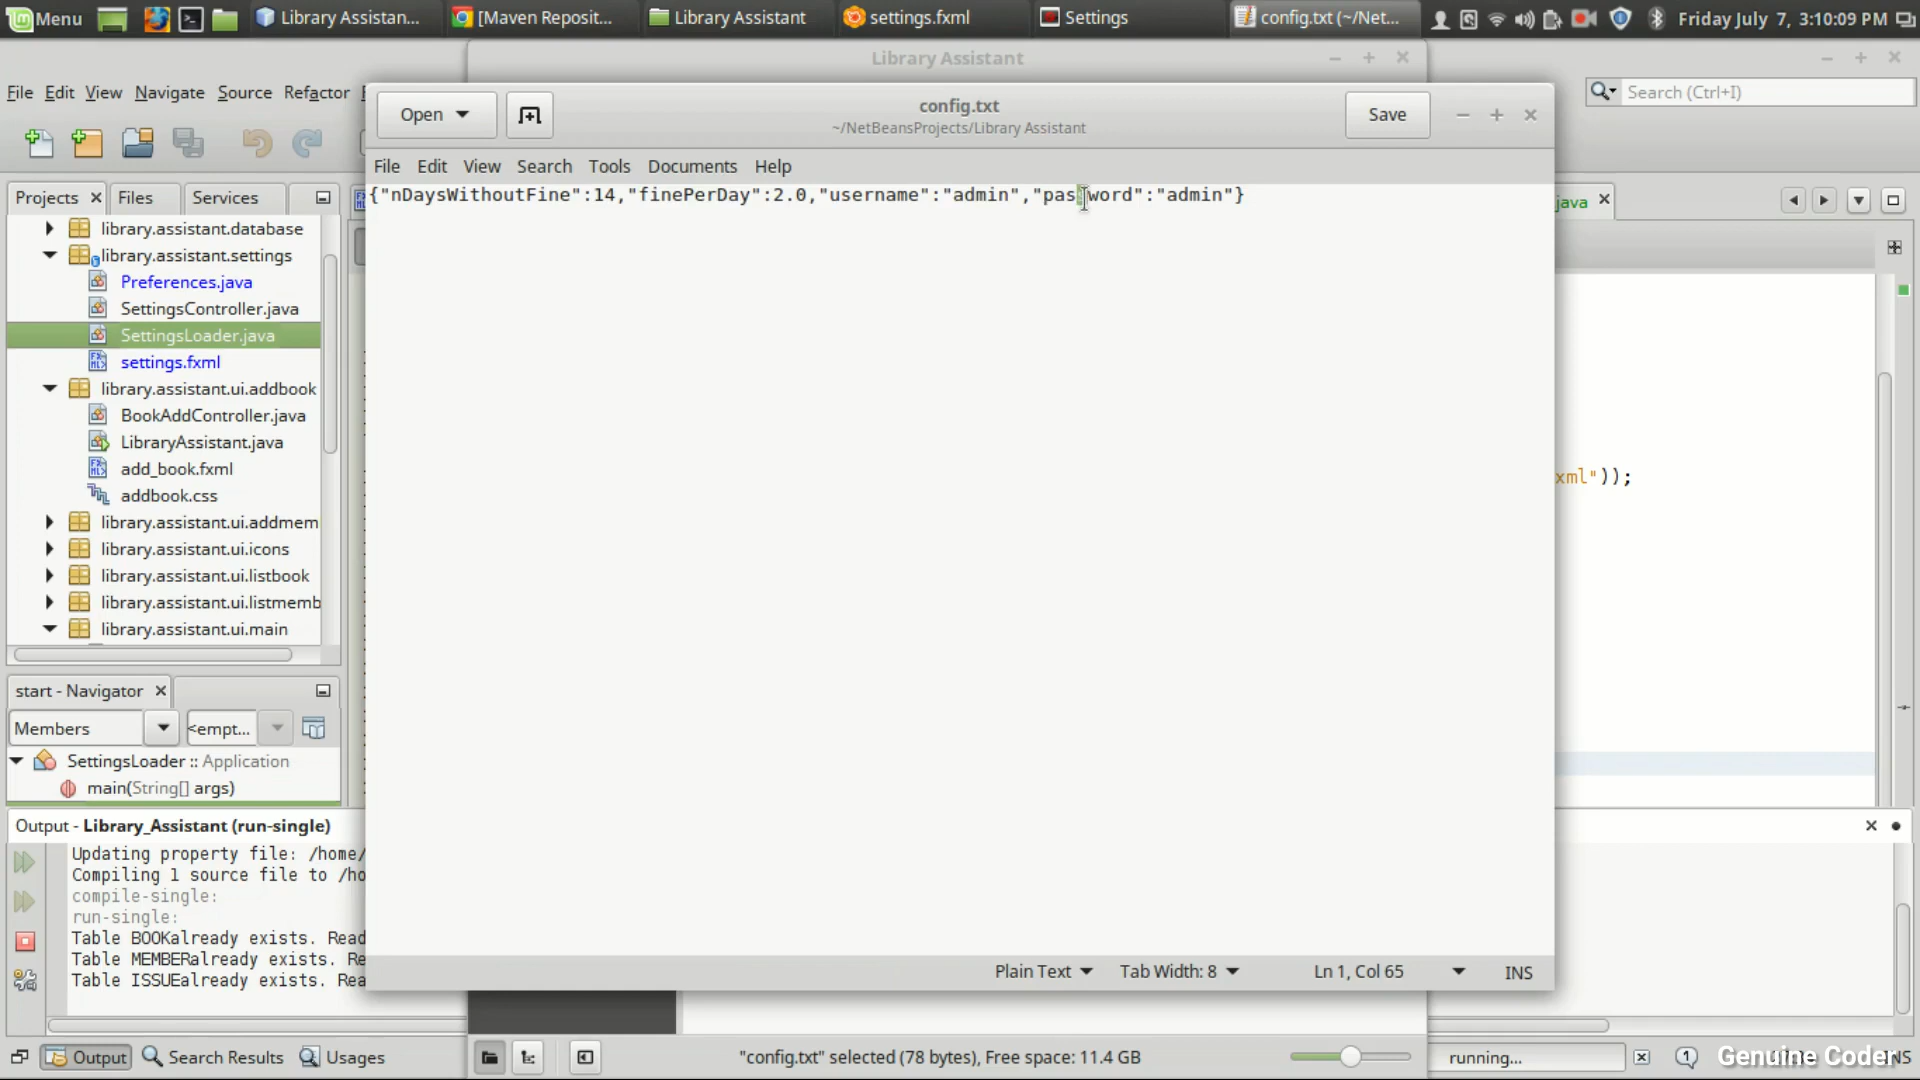 Menu
Library Assistan...
[Maven Reposit...
Library Assistant
settings.fxml
Settings
config.txt (~/Net...
Friday July 7, 3:10:09 PM
Library Assistant
File Edit View Navigate Source Refactor
Search (Ctrl+I)
Open
config.txt
~/NetBeansProjects/Library Assistant
Save
File Edit View Search Tools Documents Help
{"nDaysWithoutFine":14,"finePerDay":2.0,"username":"admin","password":"admin"}
Projects
Files
Services
java
library.assistant.database
library.assistant.settings
Preferences.java
SettingsController.java
SettingsLoader.java
settings.fxml
library.assistant.ui.addbook
BookAddController.java
LibraryAssistant.java
add_book.fxml
addbook.css
library.assistant.ui.addmem
library.assistant.ui.icons
library.assistant.ui.listbook
library.assistant.ui.listmemb
library.assistant.ui.main
xml"));
start - Navigator
Members
<empt...
SettingsLoader :: Application
main(String[] args)
Output - Library_Assistant (run-single)
Updating property file: /home/
Compiling 1 source file to /ho
compile-single:
run-single:
Table BOOKalready exists. Read
Table MEMBERalready exists. Re
Table ISSUEalready exists. Rea
Plain Text
Tab Width: 8
Ln 1, Col 65
INS
Output
Search Results
Usages
"config.txt" selected (78 bytes), Free space: 11.4 GB
running...
1
Genuine Coder